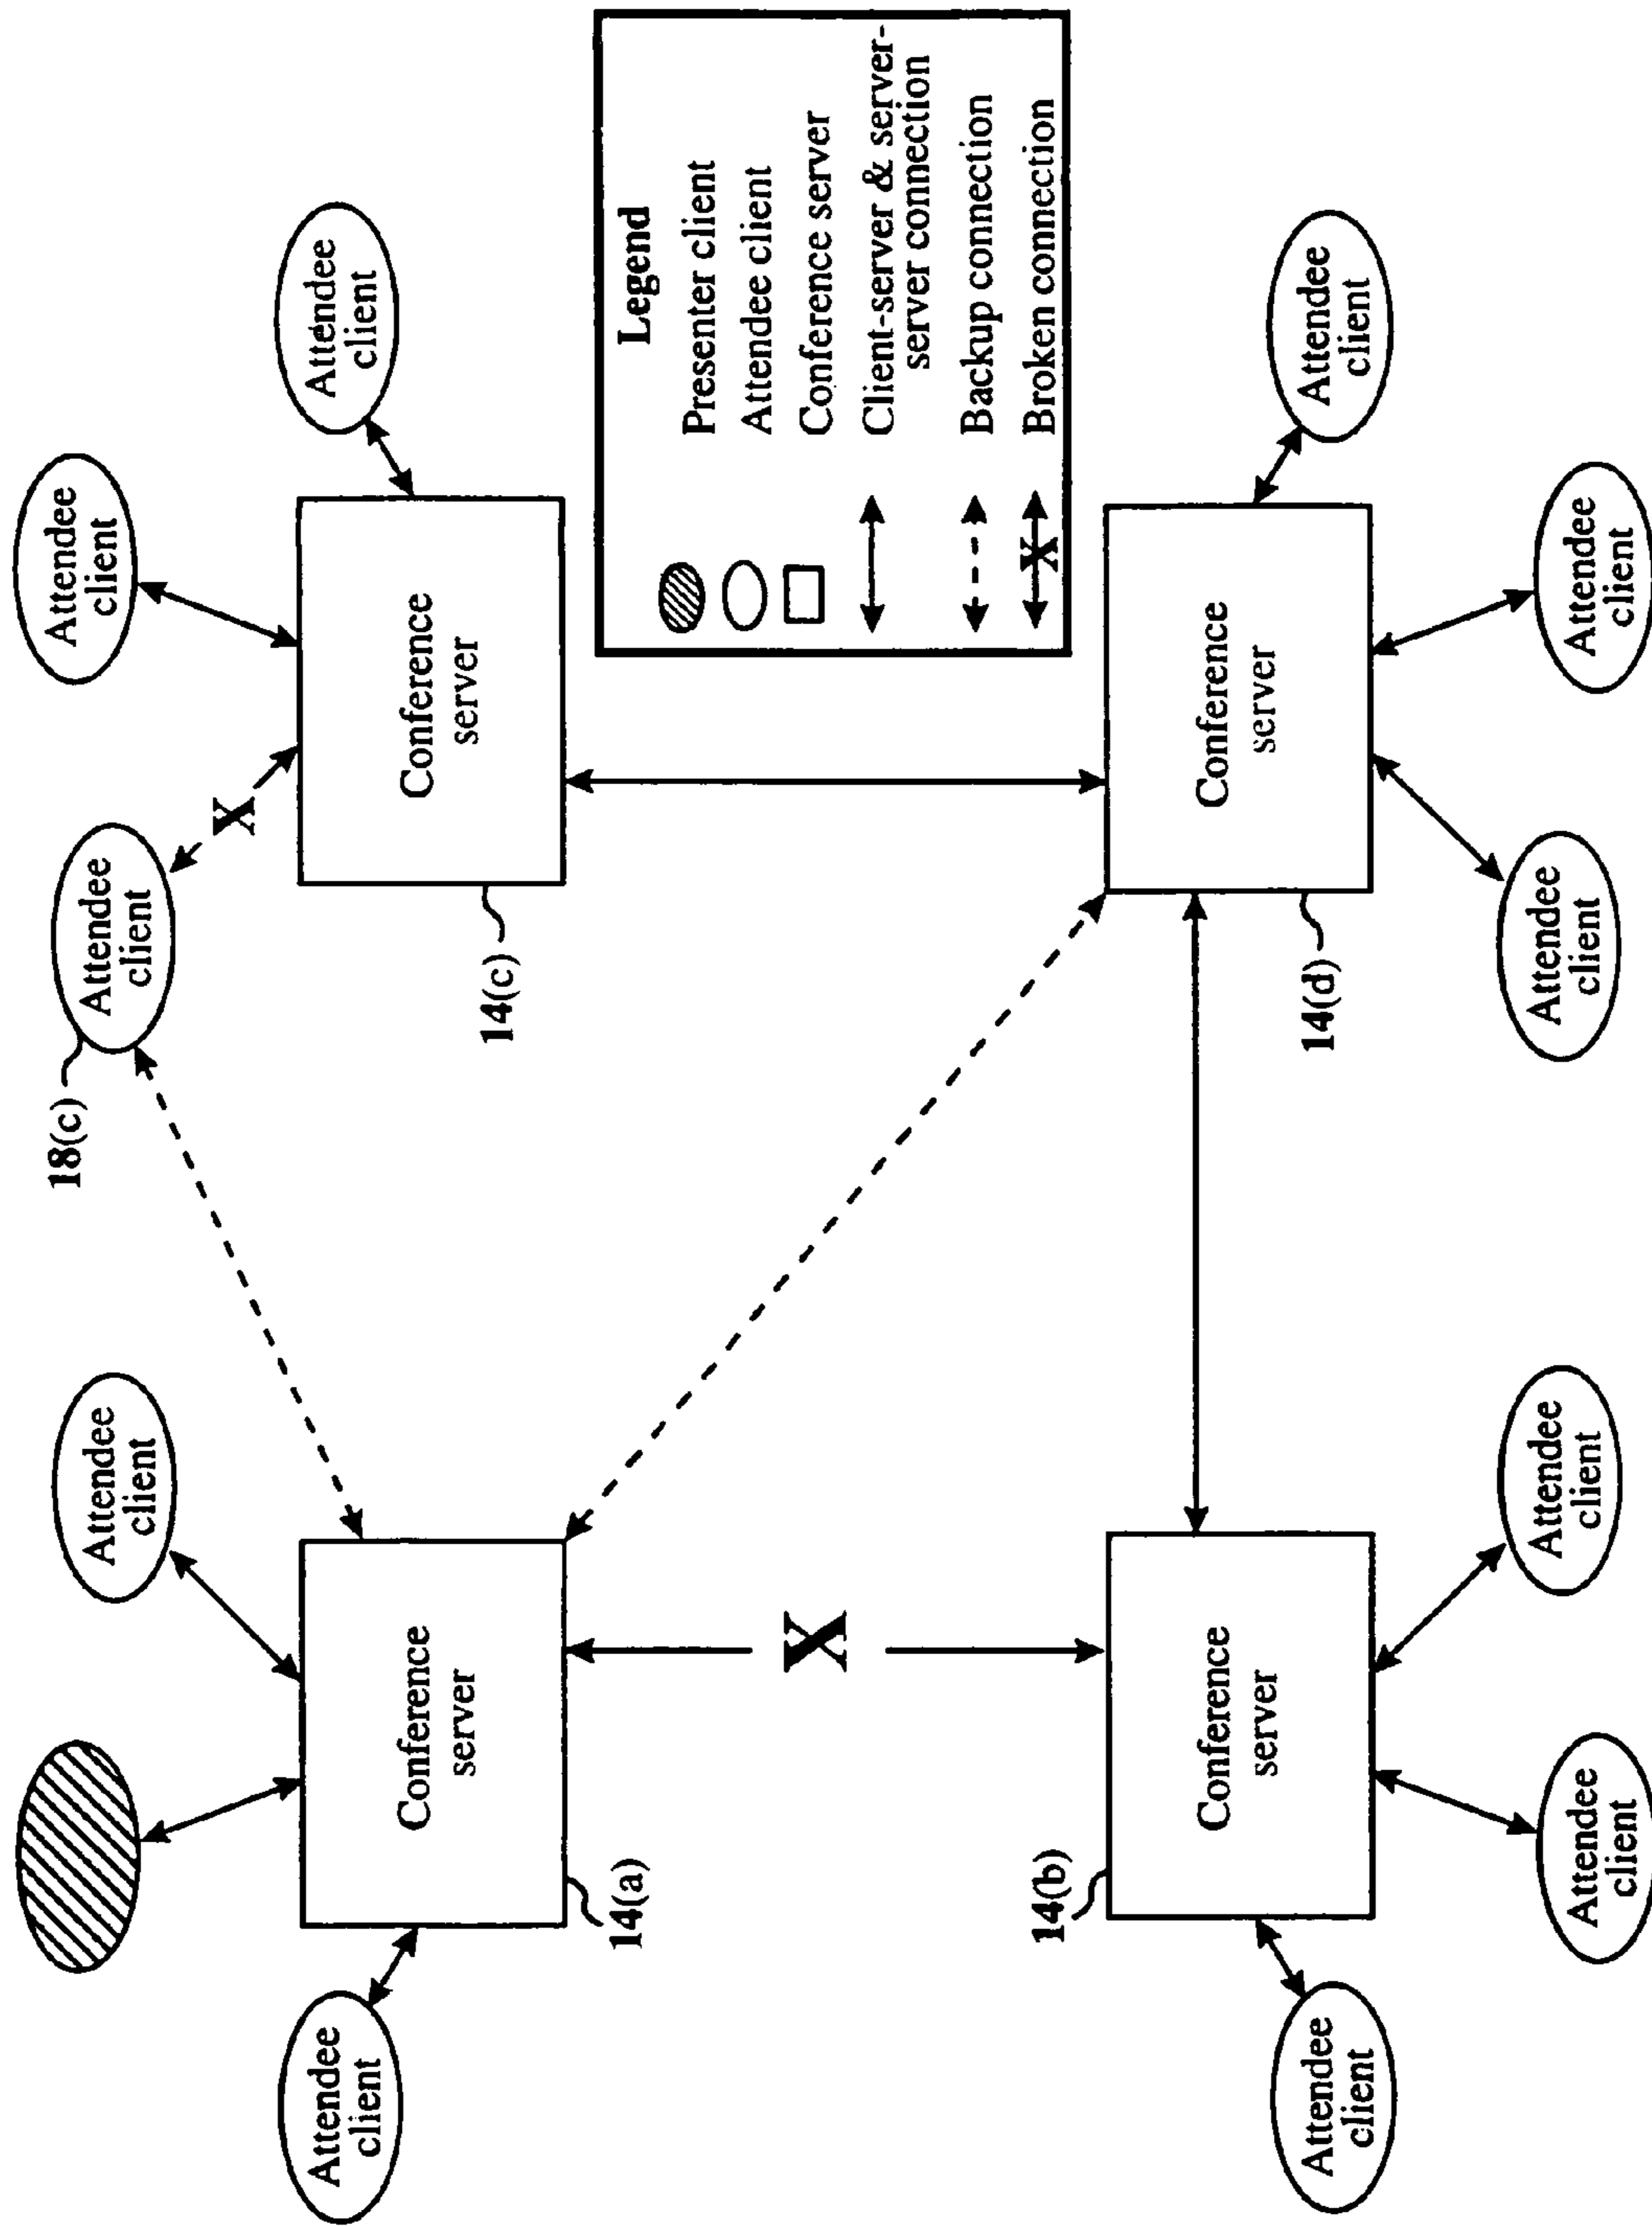 Attendee
client
18(c)
Attendee
client
Attendee
client
X
Attendee
client
Conference
server
14(a)
Conference
server
14(c)
Attendee
client
X
Legend
Presenter client
Attendee client
Conference server
Client-server & server-
server connection
Backup connection
X
Broken connection
14(b)
Attendee
client
Conference
server
Conference
server
14(d)
Attendee
client
Attendee
client
Attendee
client
Attendee
client
Attendee
client